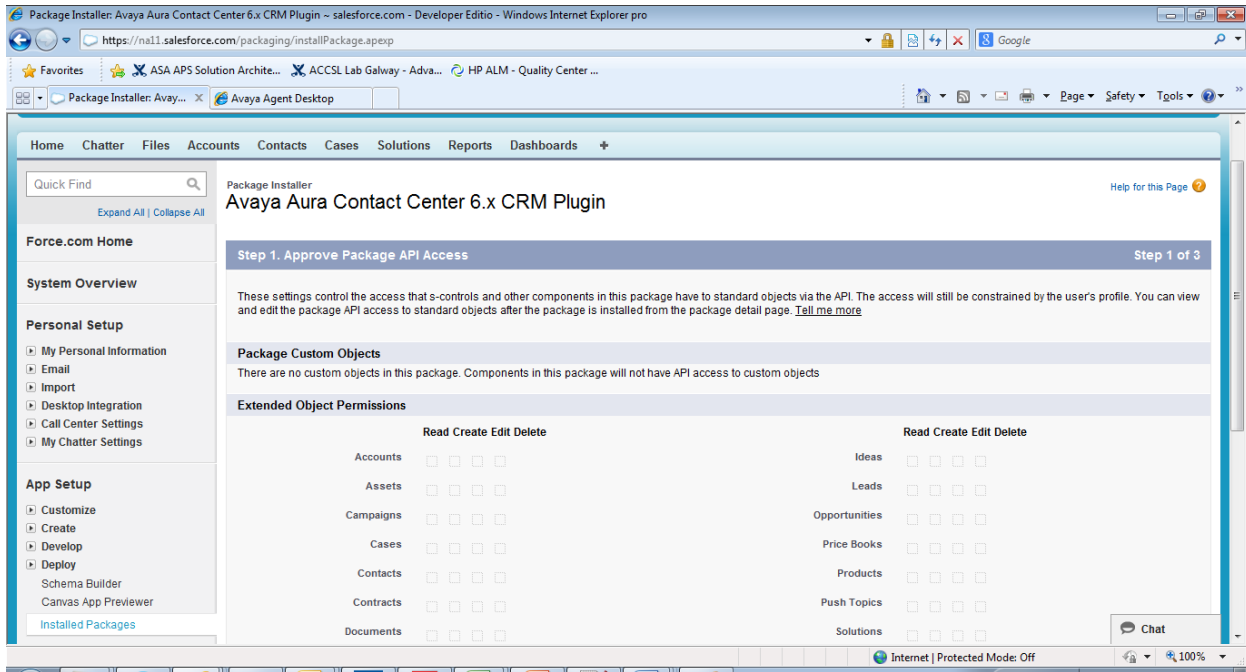 Package Installer: Avaya Aura Contact Center 6.x CRM Plugin ~ salesforce.com - Developer Editio - Windows Internet Explorer pro
https://na11.salesforce.com/packaging/installPackage.apexp
Google
Favorites ASA APS Solution Archite... ACCSL Lab Galway - Adva... HP ALM - Quality Center ...
Package Installer: Avay... X Avaya Agent Desktop
Page Safety Tools
Home Chatter Files Accounts Contacts Cases Solutions Reports Dashboards +
Quick Find
Expand All | Collapse All
Force.com Home
System Overview
Personal Setup
My Personal Information
Email
Import
Desktop Integration
Call Center Settings
My Chatter Settings
App Setup
Customize
Create
Develop
Deploy
Schema Builder
Canvas App Previewer
Installed Packages
Package Installer
Avaya Aura Contact Center 6.x CRM Plugin
Help for this Page
Step 1. Approve Package API Access Step 1 of 3
These settings control the access that s-controls and other components in this package have to standard objects via the API. The access will still be constrained by the user's profile. You can view
and edit the package API access to standard objects after the package is installed from the package detail page. Tell me more
Package Custom Objects
There are no custom objects in this package. Components in this package will not have API access to custom objects
Extended Object Permissions
Read Create Edit Delete Read Create Edit Delete
Accounts Ideas
Assets Leads
Campaigns Opportunities
Cases Price Books
Contacts Products
Contracts Push Topics
Documents Solutions
Chat
Internet | Protected Mode: Off 100%